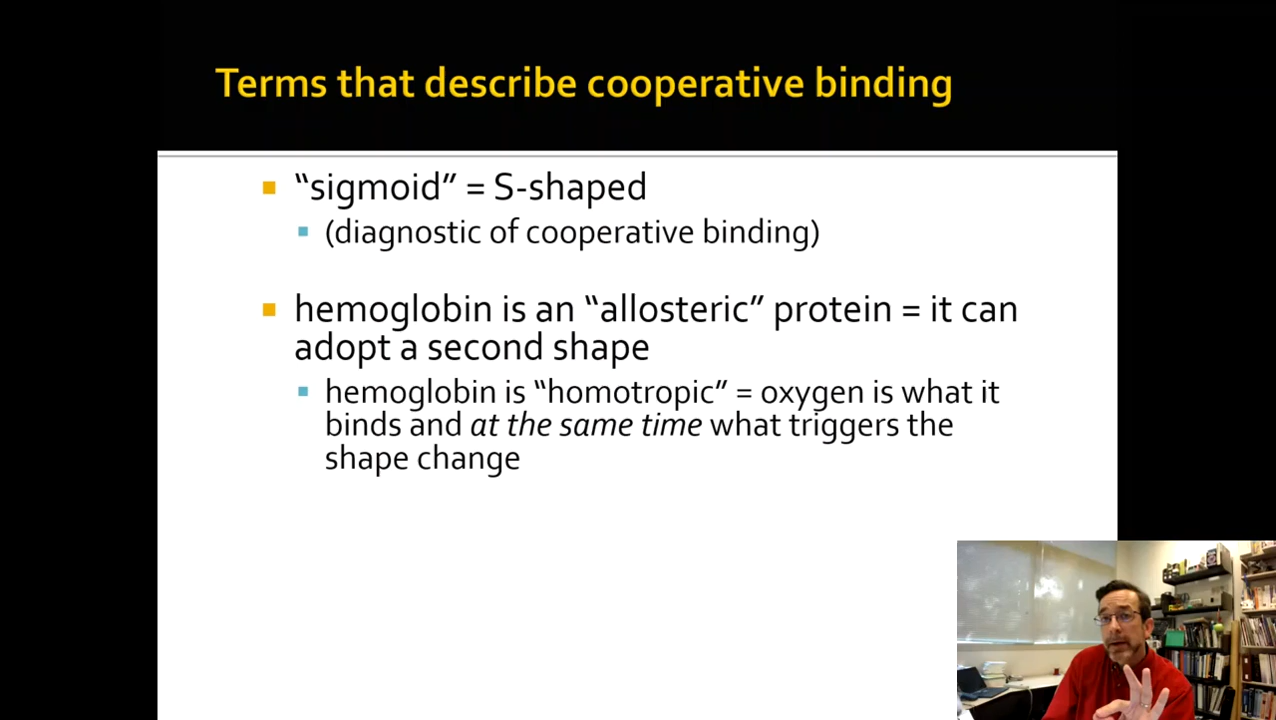 Terms that describe cooperative binding
“sigmoid” = S-shaped
(diagnostic of cooperative binding)
hemoglobin is an “allosteric” protein = it can
adopt a second shape
hemoglobin is “homotropic” = oxygen is what it
binds and at the same time what triggers the
shape change